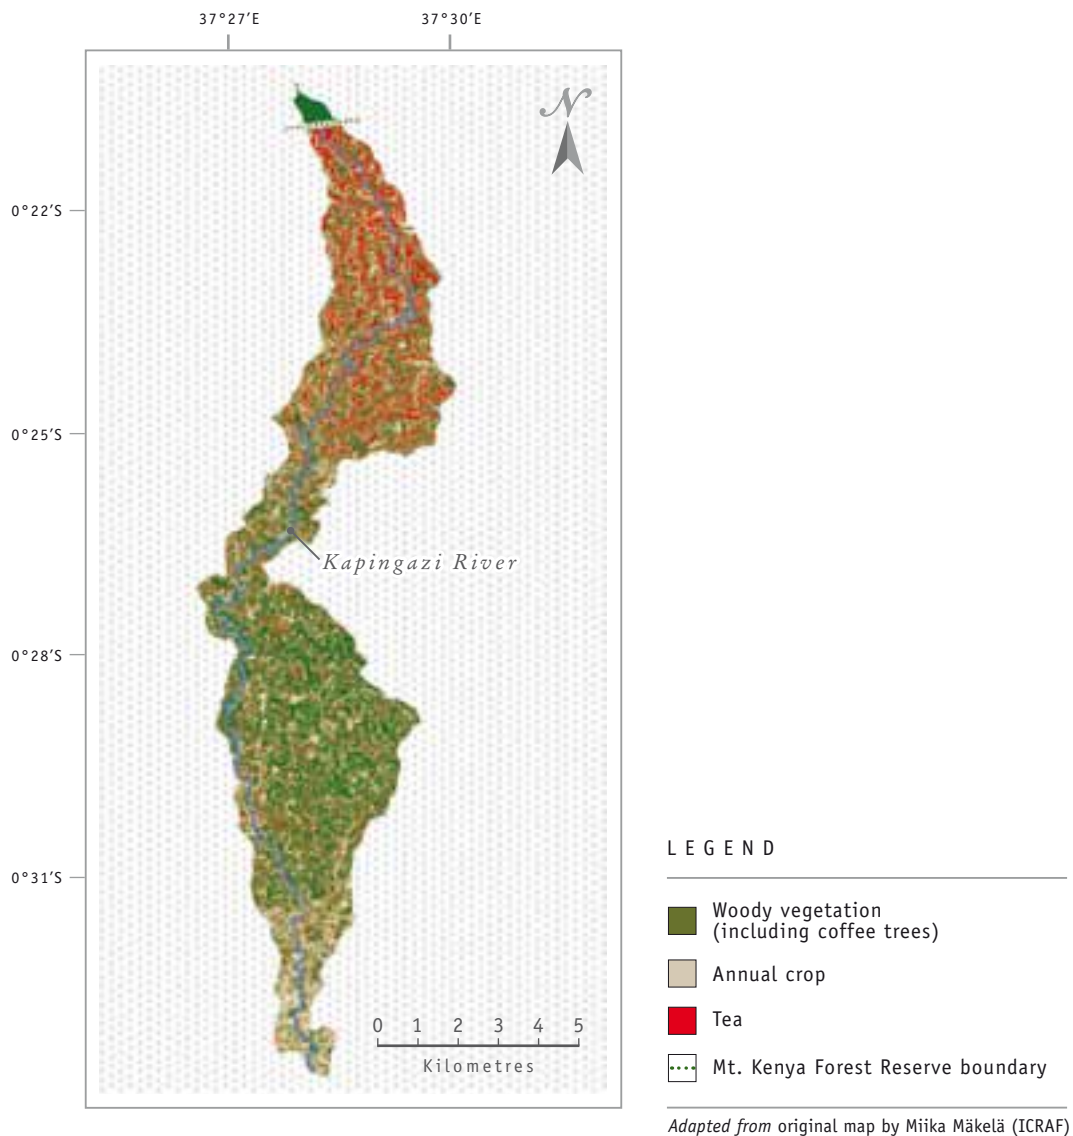 37°27'E
37°30'E
N
0°22'S
0°25'S
Kapingazi River
0°28'S
0°31'S
0 1 2 3 4 5
Kilometres
LEGEND
Woody vegetation
(including coffee trees)
Annual crop
Tea
Mt. Kenya Forest Reserve boundary
Adapted from original map by Miika Mäkelä (ICRAF)